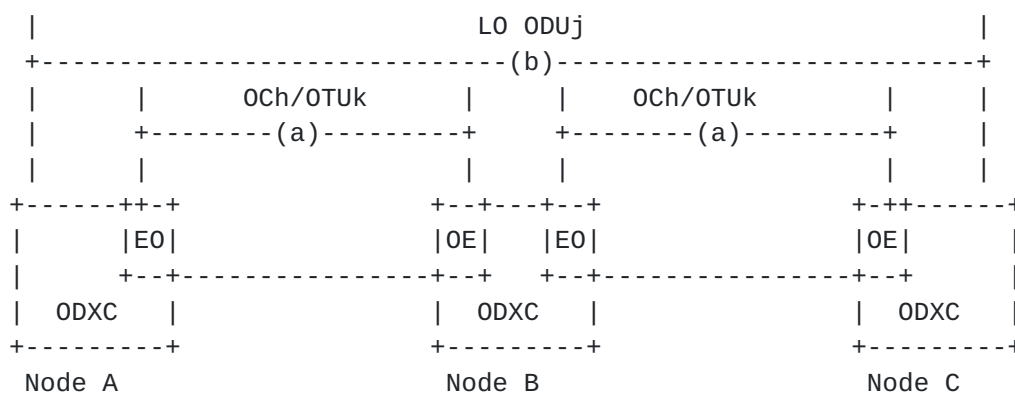 LO ODUj
(b)
OCh/OTUk OCh/OTUk
(a) (a)
EO OE EO OE
ODXC ODXC ODXC
Node A Node B Node C